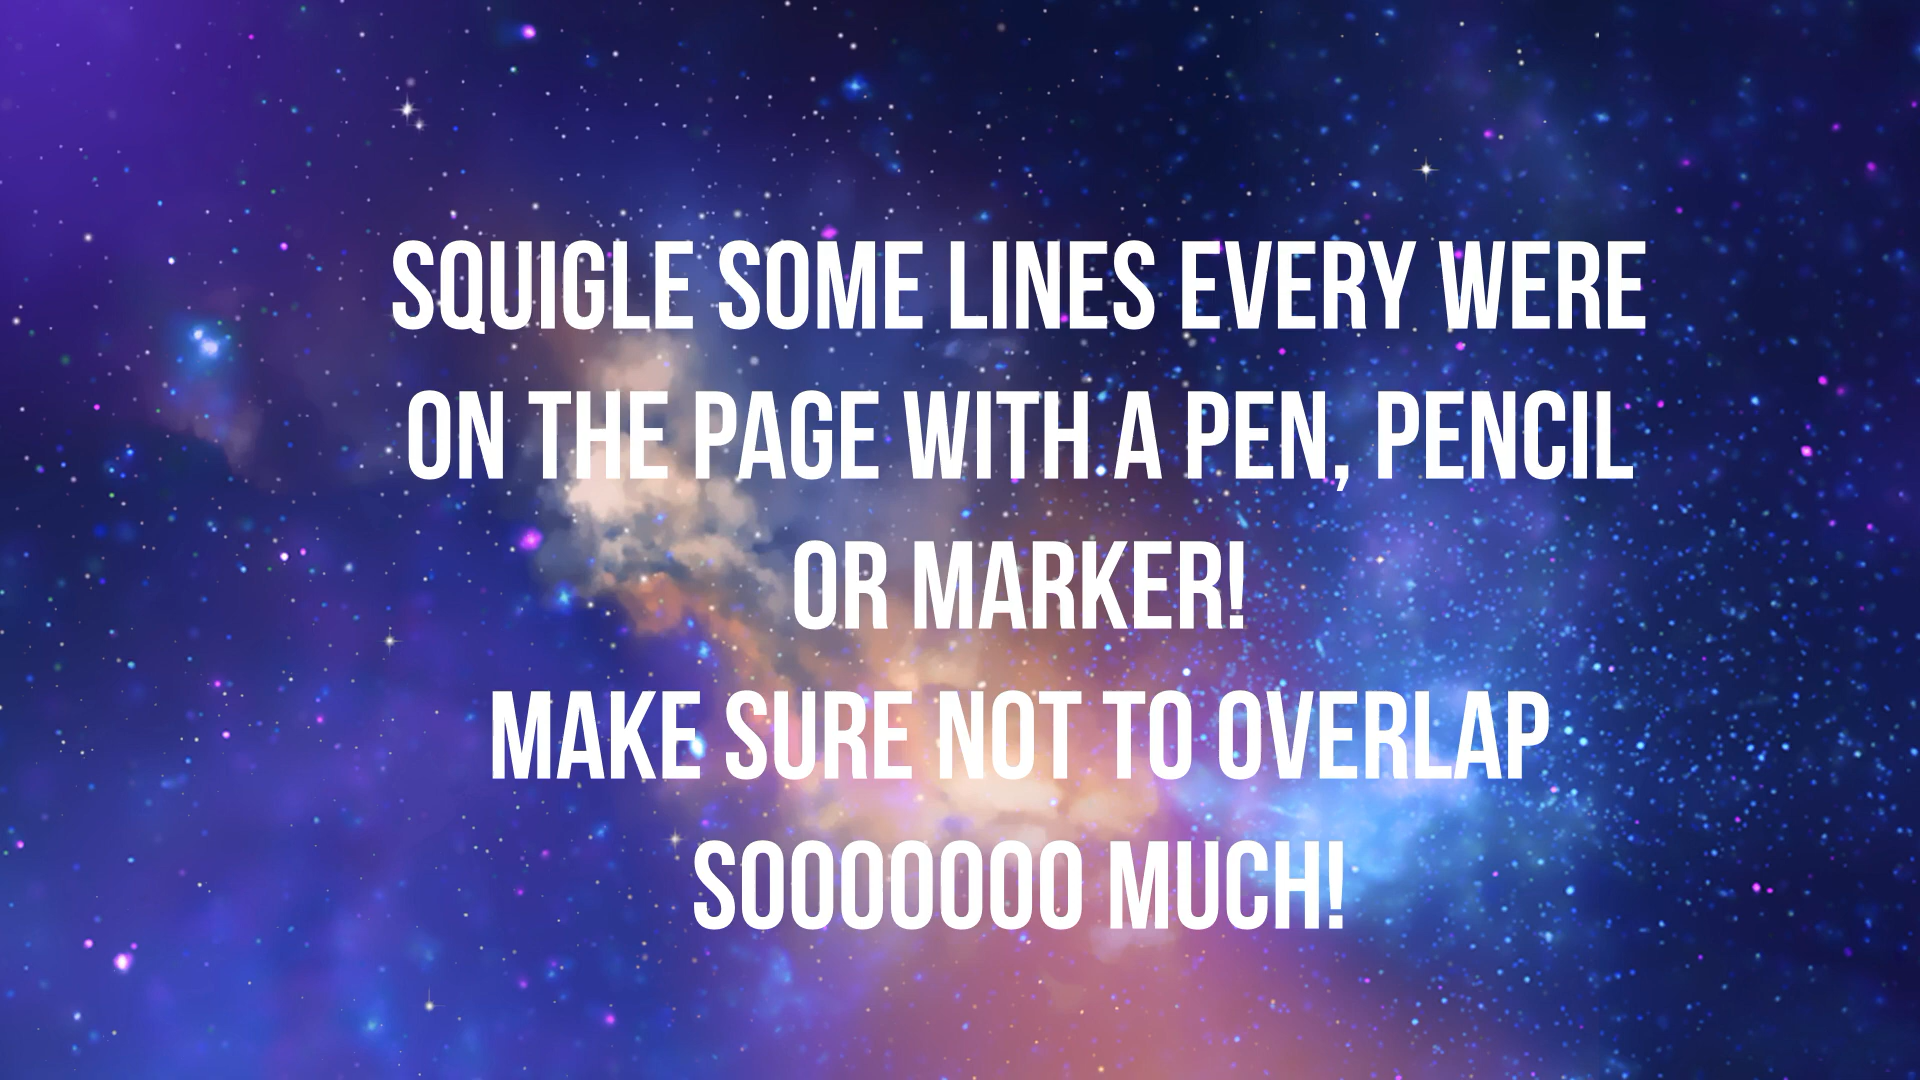 SQUIGLE SOME LINES EVERY WERE
ON THE PAGE WITH A PEN, PENCIL
OR MARKER!
MAKE SURE NOT TO OVERLAP
SOOOOOOO MUCH!